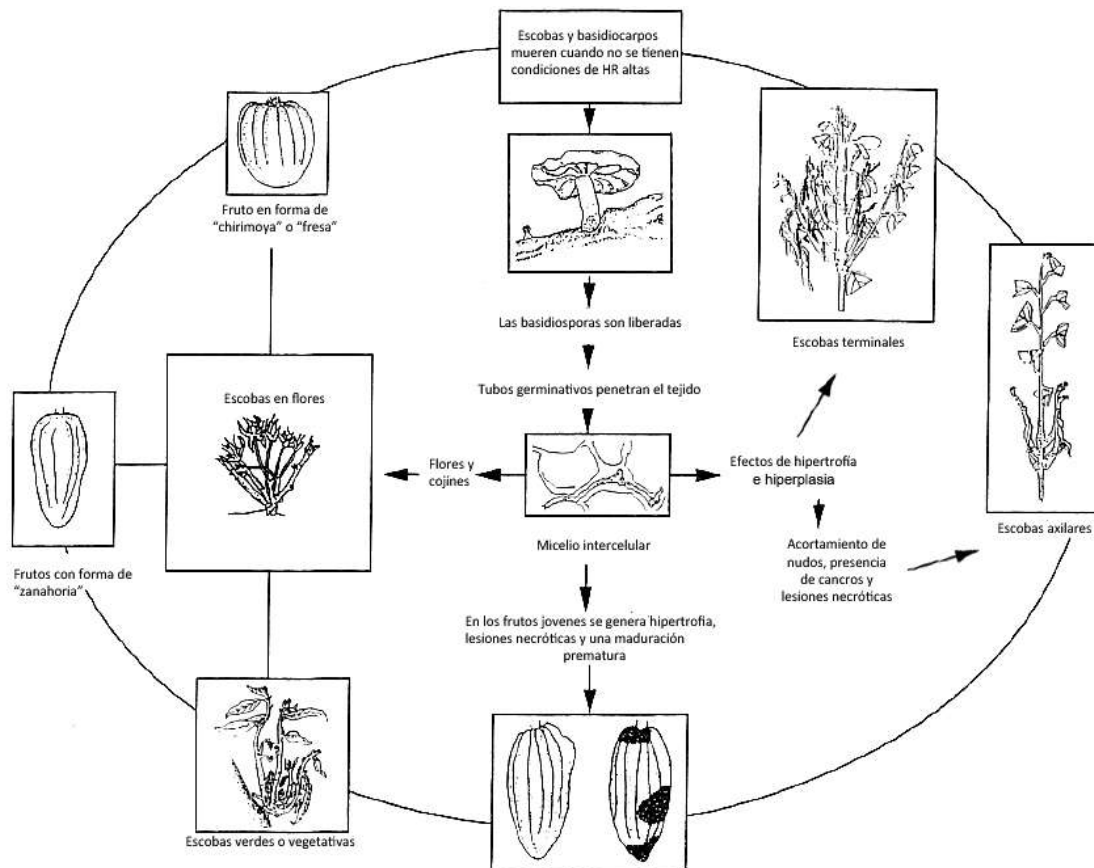 Escobas y basidiocarpos
mueren cuando no se tienen
condiciones de HR altas
Fruto en forma de
"chirimoya" o "fresa"
Las basidiosporas son liberadas
Escobas terminales
Tubos germinativos penetran el tejido
Escobas en flores
Flores y
cojines
Efectos de hipertrofía
e hiperplasia
Micelio intercelular
Escobas axilares
Acortamiento de
nudos, presencia
de cancros y
lesiones necróticas
Frutos con forma de
"zanahoria"
En los frutos jovenes se genera hipertrofia,
lesiones necróticas y una maduración
prematura
Escobas verdes o vegetativas